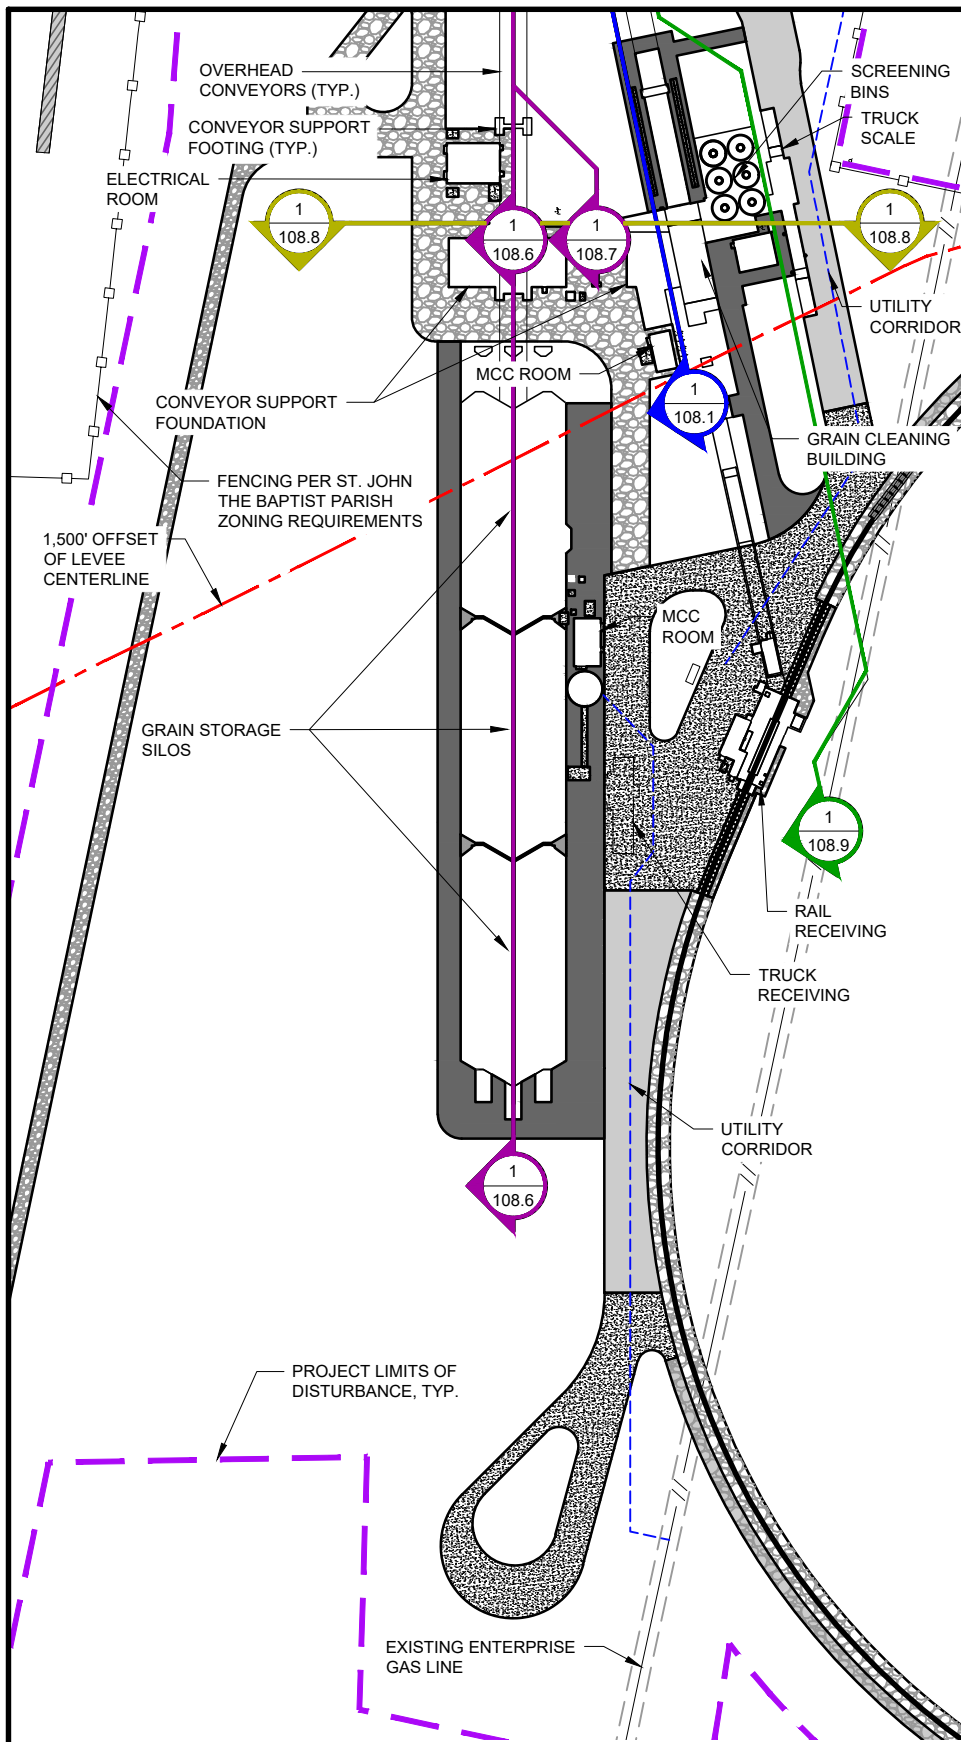 OVERHEAD
CONVEYORS (TYP.)
CONVEYOR SUPPORT
FOOTING (TYP.)
ELECTRICAL
ROOM
SCREENING
BINS
TRUCK
SCALE
1
108.8
1
108.6
1
108.7
1
108.8
UTILITY
CORRIDOR
MCC ROOM
CONVEYOR SUPPORT
FOUNDATION
1
108.1
GRAIN CLEANING
BUILDING
FENCING PER ST. JOHN
THE BAPTIST PARISH
ZONING REQUIREMENTS
1,500' OFFSET
OF LEVEE
CENTERLINE
MCC
ROOM
GRAIN STORAGE
SILOS
1
108.9
RAIL
RECEIVING
TRUCK
RECEIVING
UTILITY
CORRIDOR
1
108.6
PROJECT LIMITS OF
DISTURBANCE, TYP.
EXISTING ENTERPRISE
GAS LINE